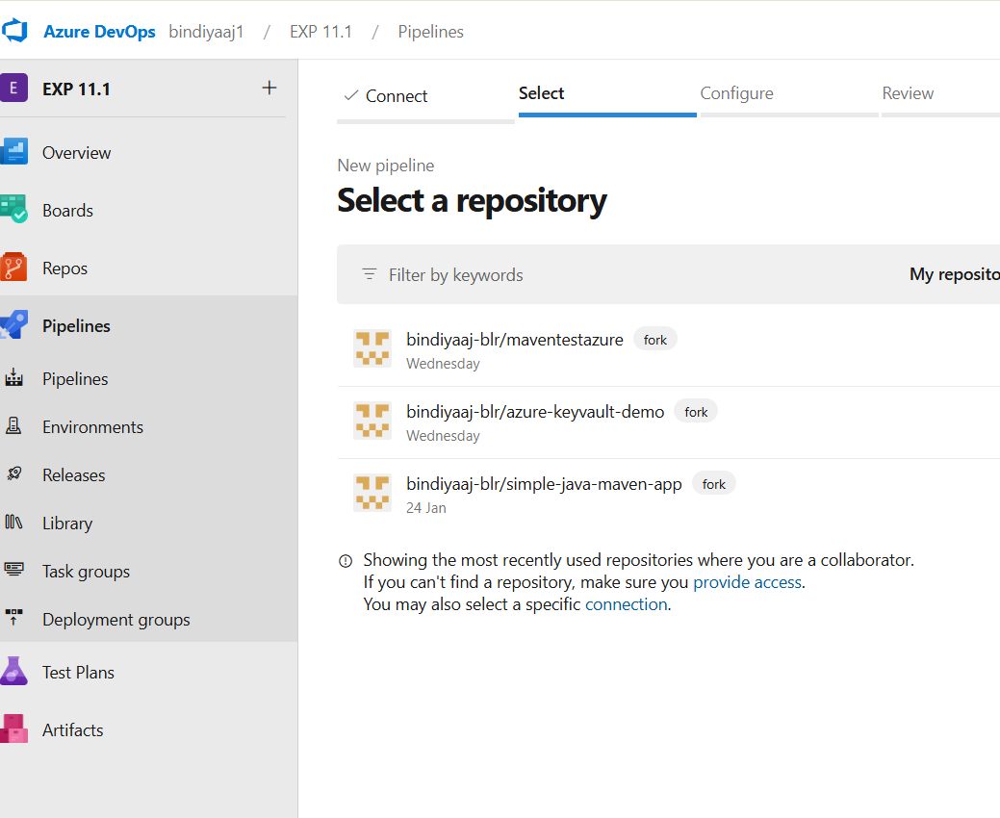 Azure DevOps bindiyaaj1 / EXP 11.1 / Pipelines
E EXP 11.1 +
Overview
Boards
Repos
Pipelines
Pipelines
Environments
Releases
Library
Task groups
Deployment groups
Test Plans
Artifacts
Connect Select Configure Review
New pipeline
Select a repository
Filter by keywords My reposito
bindiyaaj-blr/maventestazure fork
Wednesday
bindiyaaj-blr/azure-keyvault-demo fork
Wednesday
bindiyaaj-blr/simple-java-maven-app fork
24 Jan
Showing the most recently used repositories where you are a collaborator.
If you can't find a repository, make sure you provide access.
You may also select a specific connection.